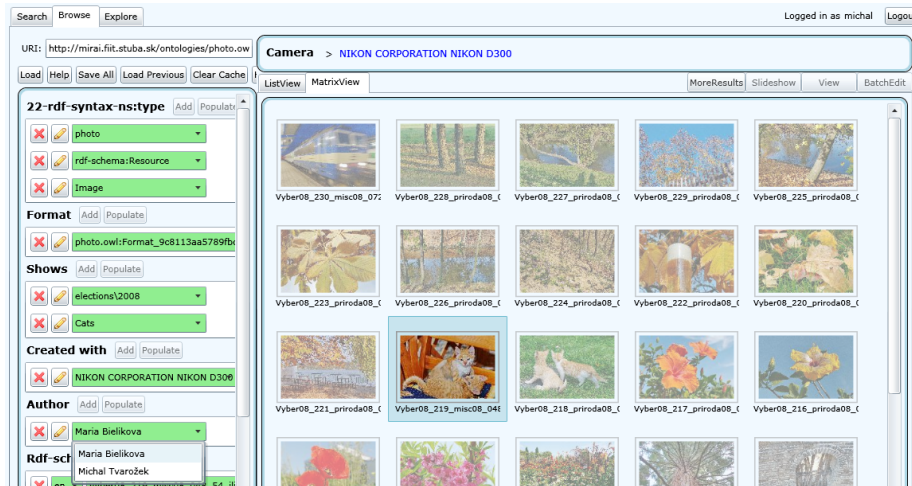 Search Browse Explore
Logged in as michal
URI: http://mirai.fiit.stuba.sk/ontologies/photo.ow
Load Help Save All Load Previous Clear Cache
Camera > NIKON CORPORATION NIKON D300
ListView MatrixView
MoreResults Slideshow View BatchEdit
22-rdf-syntax-ns:type Add Populate
photo
rdf-schema:Resource
Image
Format Add Populate
photo.owl:Format_9c8113aa5789fb
Shows Add Populate
elections\2008
Cats
Created with Add Populate
NIKON CORPORATION NIKON D300
Author Add Populate
Maria Bielikova
Maria Bielikova
Michal Tvarožek
Vyber08_230_misc08_072
Vyber08_228_priroda08_0
Vyber08_227_priroda08_0
Vyber08_229_priroda08_0
Vyber08_225_priroda08_0
Vyber08_223_priroda08_0
Vyber08_226_priroda08_0
Vyber08_224_priroda08_0
Vyber08_222_priroda08_0
Vyber08_220_priroda08_0
Vyber08_221_priroda08_0
Vyber08_219_misc08_048
Vyber08_218_priroda08_0
Vyber08_217_priroda08_0
Vyber08_216_priroda08_0